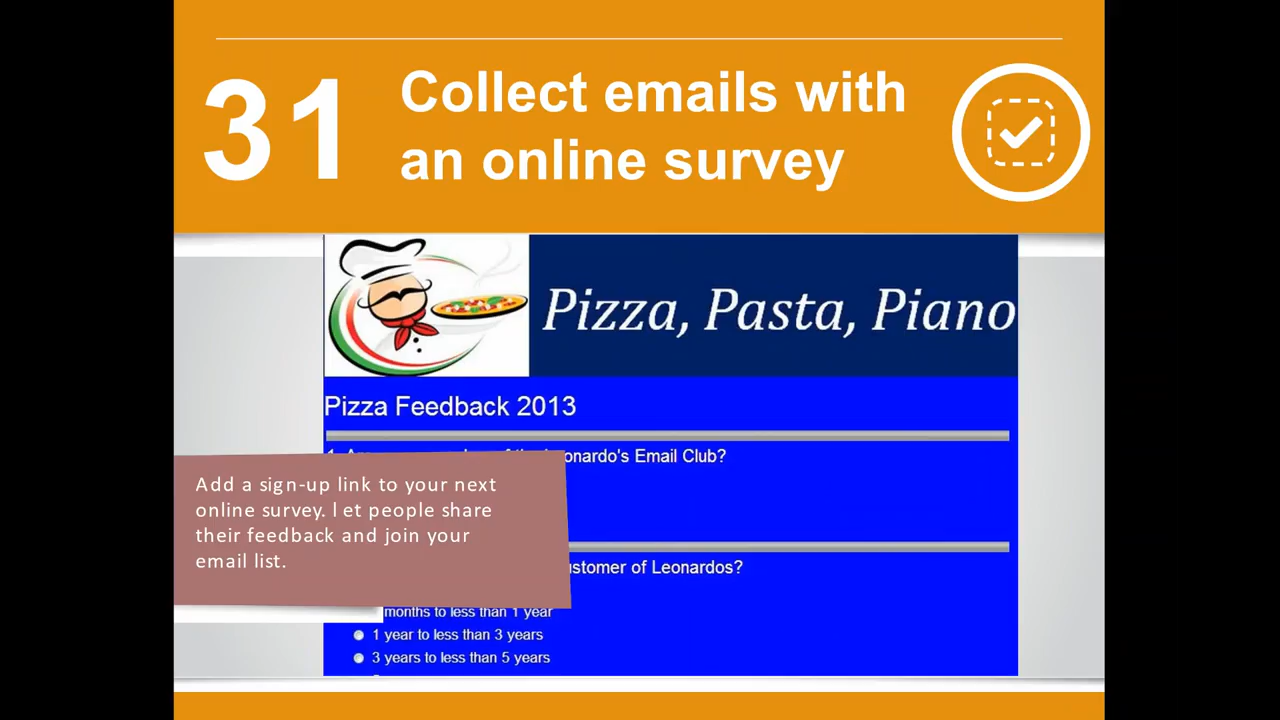 31
Collect emails with
an online survey
Pizza, Pasta, Piano
Pizza Feedback 2013
onardo's Email Club?
Add a sign-up link to your next
online survey. l et people share
their feedback and join your
email list.
ustomer of Leonardos?
months to less than 1 year
1 year to less than 3 years
3 years to less than 5 years